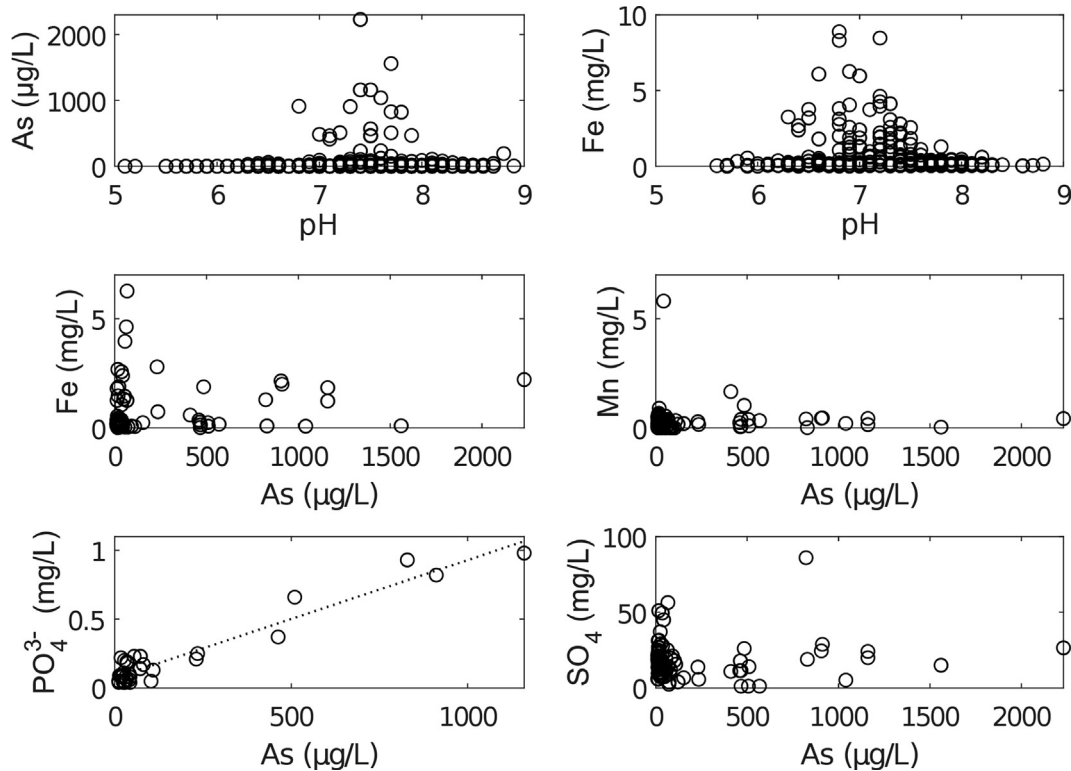 As (µg/L)
2000
1000
0
5 6 7 8 9
pH
Fe (mg/L)
10
5
0
5 6 7 8 9
pH
Fe (mg/L)
5
0
0 500 1000 1500 2000
As (µg/L)
Mn (mg/L)
5
0
0 500 1000 1500 2000
As (µg/L)
PO₄³⁻ (mg/L)
1
0.5
0
0 500 1000
As (µg/L)
SO₄ (mg/L)
100
50
0
0 500 1000 1500 2000
As (µg/L)